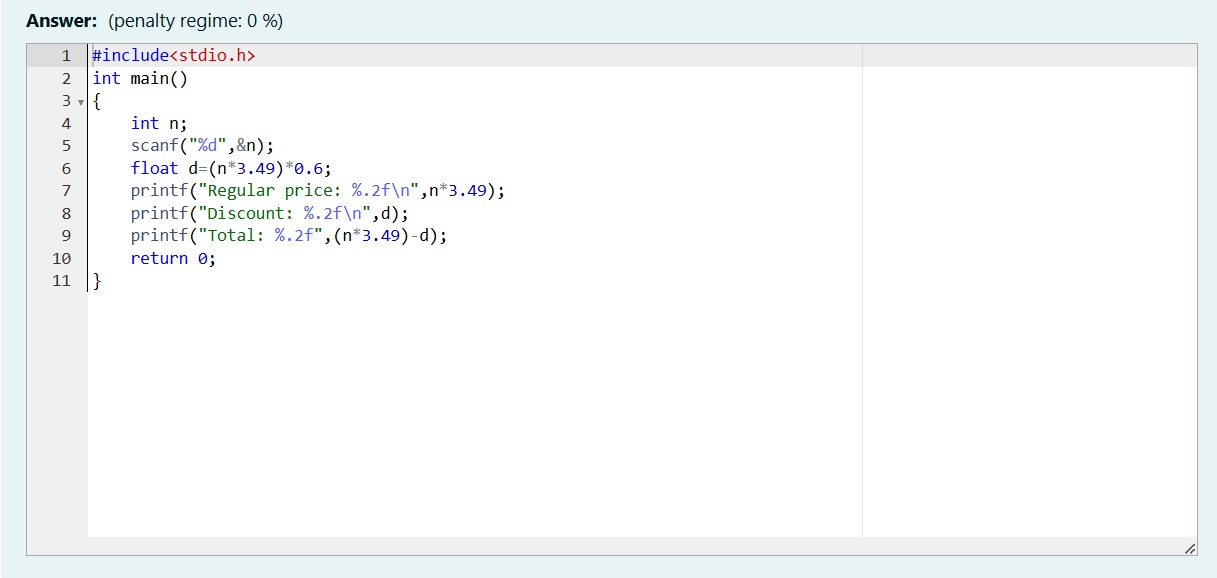 Answer: (penalty regime: 0 %)
1 #include<stdio.h>
2 int main()
3 {
4     int n;
5     scanf("%d",&n);
6     float d=(n*3.49)*0.6;
7     printf("Regular price: %.2f\n",n*3.49);
8     printf("Discount: %.2f\n",d);
9     printf("Total: %.2f",(n*3.49)-d);
10     return 0;
11 }